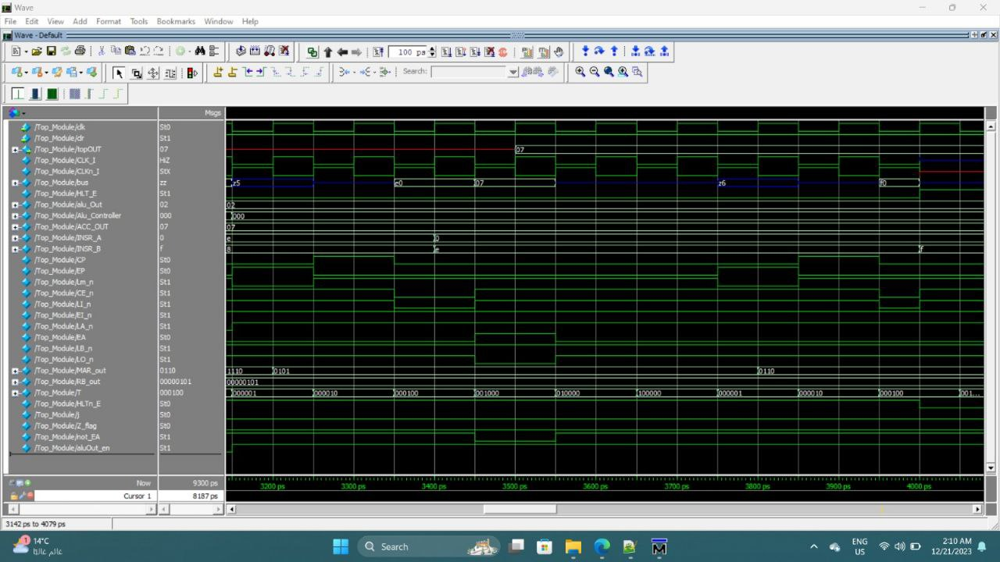 Wave
File Edit View Add Format Tools Bookmarks Window Help
Wave - Default
100 ps
Search:
Msgs
/Top_Module/clk St0
/Top_Module/clr St1
/Top_Module/topOUT 07 07
/Top_Module/CLK_I HiZ
/Top_Module/CLKn_I StX
/Top_Module/bus zz z5 e0 07 z6 f0
/Top_Module/HLT_E St1
/Top_Module/alu_Out 02 02
/Top_Module/Alu_Controller 000 000
/Top_Module/ACC_OUT 07 07
/Top_Module/INSR_A 0 e 0
/Top_Module/INSR_B f 8 e f
/Top_Module/CP St0
/Top_Module/EP St0
/Top_Module/Lm_n St1
/Top_Module/CE_n St1
/Top_Module/LI_n St1
/Top_Module/EI_n St1
/Top_Module/LA_n St1
/Top_Module/EA St0
/Top_Module/LB_n St1
/Top_Module/LO_n St1
/Top_Module/MAR_out 0110 1110 0101 0110
/Top_Module/RB_out 00000101 00000101
/Top_Module/T 000100 000001 000010 000100 001000 010000 100000 000001 000010 000100 001...
/Top_Module/HLTn_E St0
/Top_Module/j St0
/Top_Module/Z_flag St0
/Top_Module/not_EA St1
/Top_Module/aluOut_en St1
Now 9300 ps 3200 ps 3300 ps 3400 ps 3500 ps 3600 ps 3700 ps 3800 ps 3900 ps 4000 ps
Cursor 1 8187 ps
3142 ps to 4079 ps
1
14°C
Search
ENG
US
2:10 AM
12/21/2023